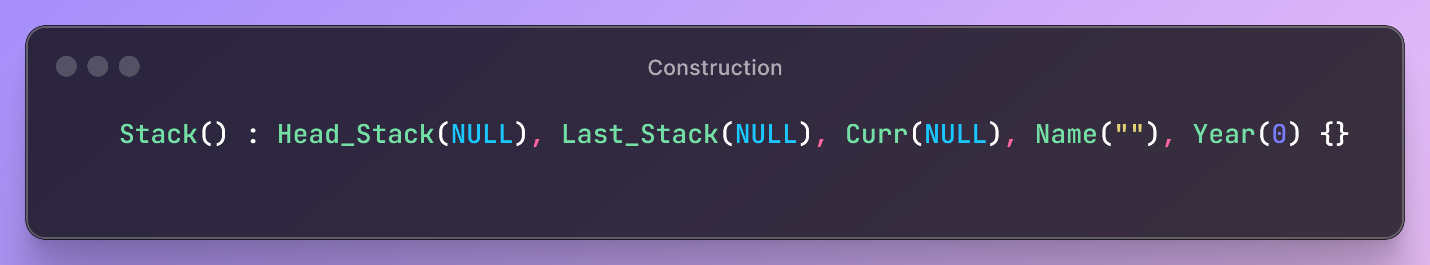 Construction
Stack() : Head_Stack(NULL), Last_Stack(NULL), Curr(NULL), Name(""), Year(0) {}